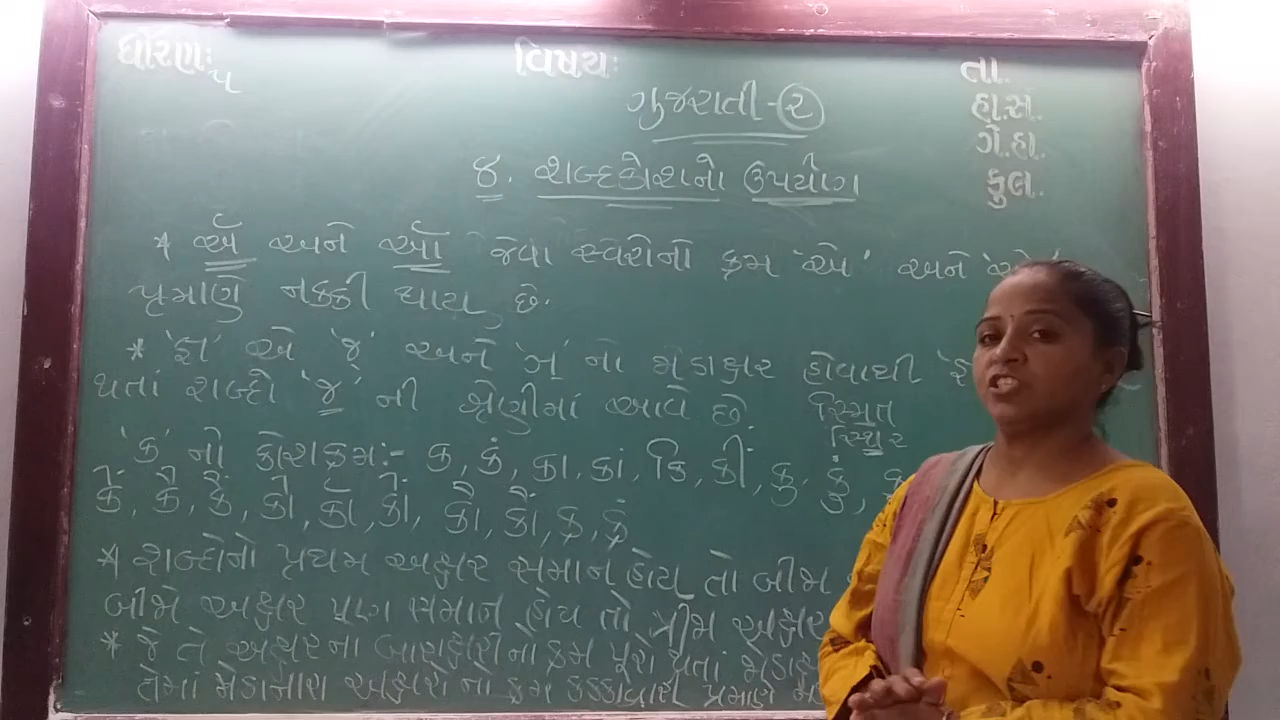 ધોરણઃ ૫
વિષયઃ
તા.
હા.સં.
ગે.હા.
કુલ.
ગુજરાતી-૨
૪. શબ્દકોશનો ઉપયોગ
* ઍ અને ઑ જેવા સ્વરોનો ક્રમ 'એ' અને
પ્રમાણે નક્કી થાય છે.
* 'જ્ઞ' એ 'જ્' અને 'ઞ' નો જોડાક્ષર હોવાથી
થતાં શબ્દો 'જ્' ની શ્રેણીમાં આવે છે.
સ્મિત
સ્થિર
'ક' નો કોશક્રમઃ- ક, કં, કા, કાં, કિ, કીં, કુ, કું,
કેં, કૈ, કૈં, કો, કૉ, કોં, કૌ, કૌં, ક્ર, ક્રં
* શબ્દોનો પ્રથમ અક્ષર સમાન હોય તો બીજા
બીજો અક્ષર પણ સમાન હોય તો ત્રીજા અક્ષર
* જે તે અક્ષરના બારાક્ષરીનો ક્રમ પૂરો થતાં જોડાક્ષ
તેમાં જોડાનારા અક્ષરો નો ક્રમ કક્કાવારી પ્રમાણે